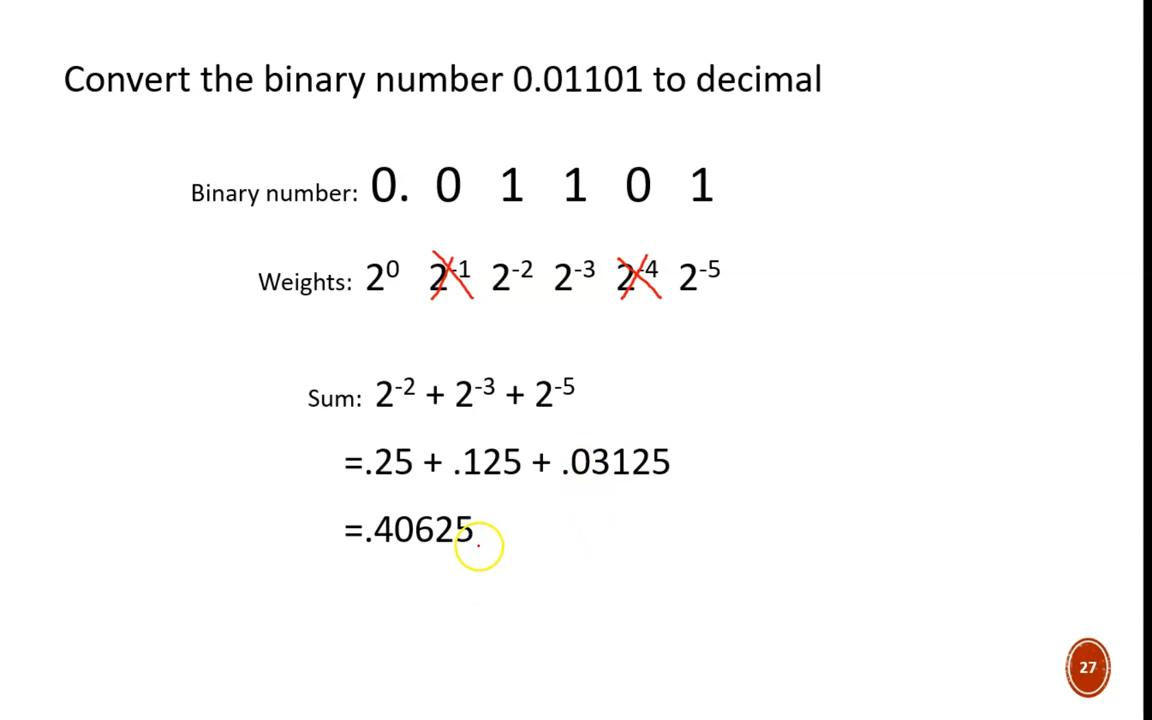 Convert the binary number 0.01101 to decimal
Binary number: 0. 0 1 1 0 1
Weights: 2⁰ 2⁻¹ 2⁻² 2⁻³ 2⁻⁴ 2⁻⁵
Sum: 2⁻² + 2⁻³ + 2⁻⁵
=.25 + .125 + .03125
=.40625
27